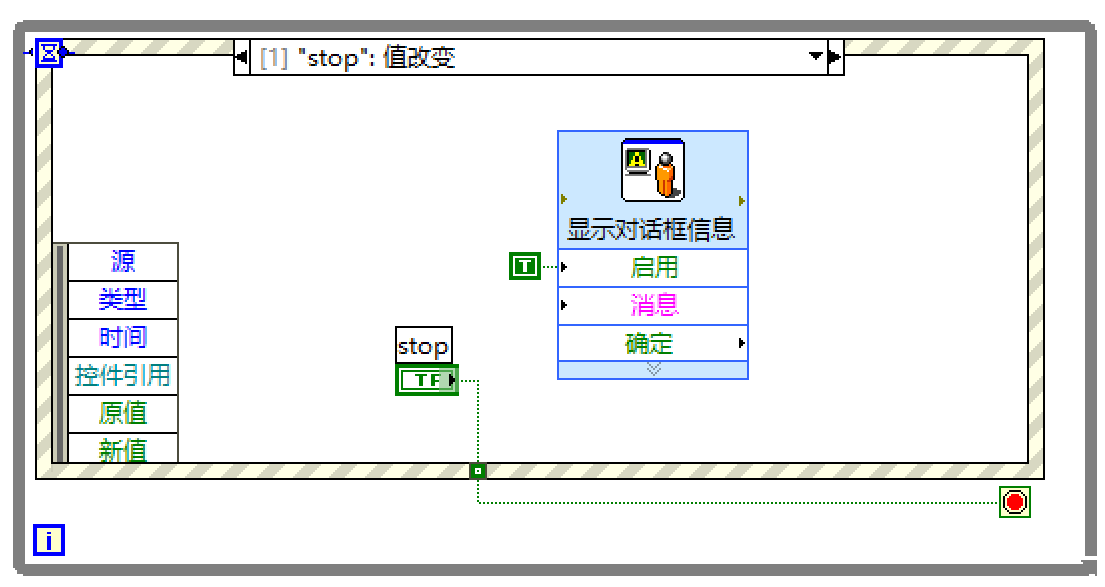 [1] "stop": 值改变
显示对话框信息
源
T
启用
类型
消息
时间
stop
确定
控件引用
TF
原值
新值
i